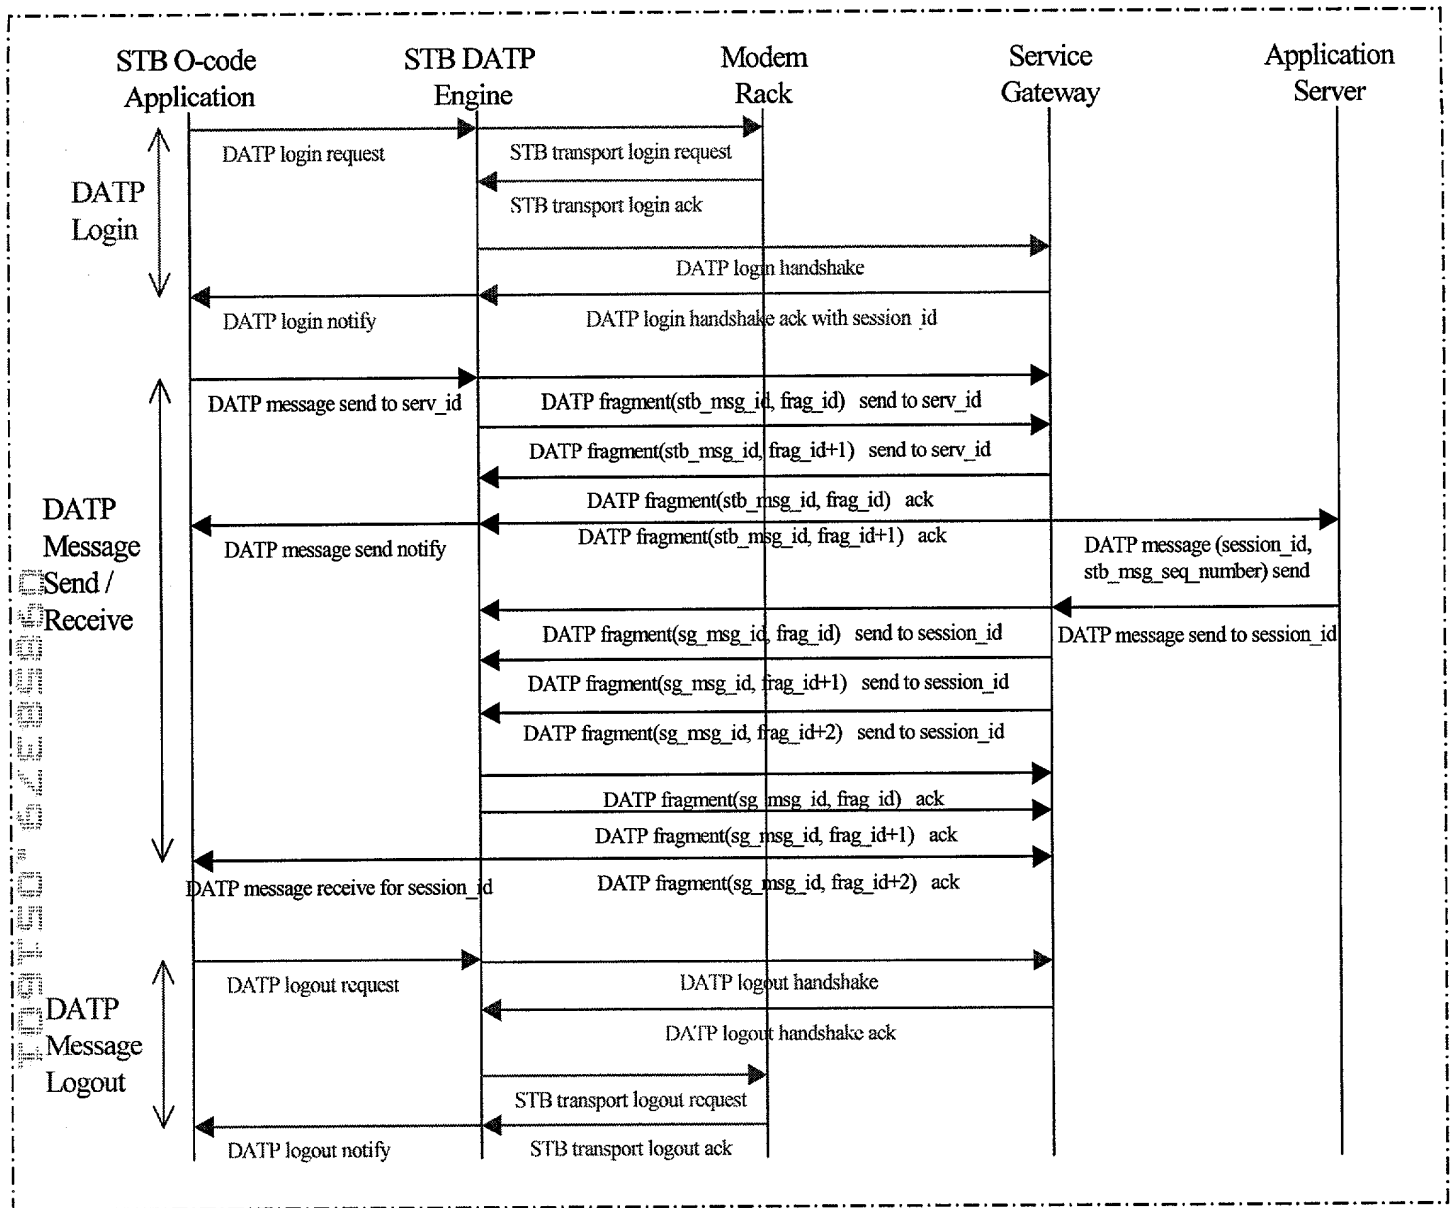 STB O-code
Application
STB DATP
Engine
Modem
Rack
Service
Gateway
Application
Server
DATP
Login
DATP login request
STB transport login request
STB transport login ack
DATP login handshake
DATP login notify
DATP login handshake ack with session_id
DATP
Message
Send /
Receive
DATP message send to serv_id
DATP fragment(stb_msg_id, frag_id) send to serv_id
DATP fragment(stb_msg_id, frag_id+1) send to serv_id
DATP fragment(stb_msg_id, frag_id) ack
DATP message send notify
DATP fragment(stb_msg_id, frag_id+1) ack
DATP message (session_id,
stb_msg_seq_number) send
DATP fragment(sg_msg_id, frag_id) send to session_id
DATP message send to session_id
DATP fragment(sg_msg_id, frag_id+1) send to session_id
DATP fragment(sg_msg_id, frag_id+2) send to session_id
DATP fragment(sg_msg_id, frag_id) ack
DATP fragment(sg_msg_id, frag_id+1) ack
DATP message receive for session_id
DATP fragment(sg_msg_id, frag_id+2) ack
DATP
Message
Logout
DATP logout request
DATP logout handshake
DATP logout handshake ack
STB transport logout request
DATP logout notify
STB transport logout ack